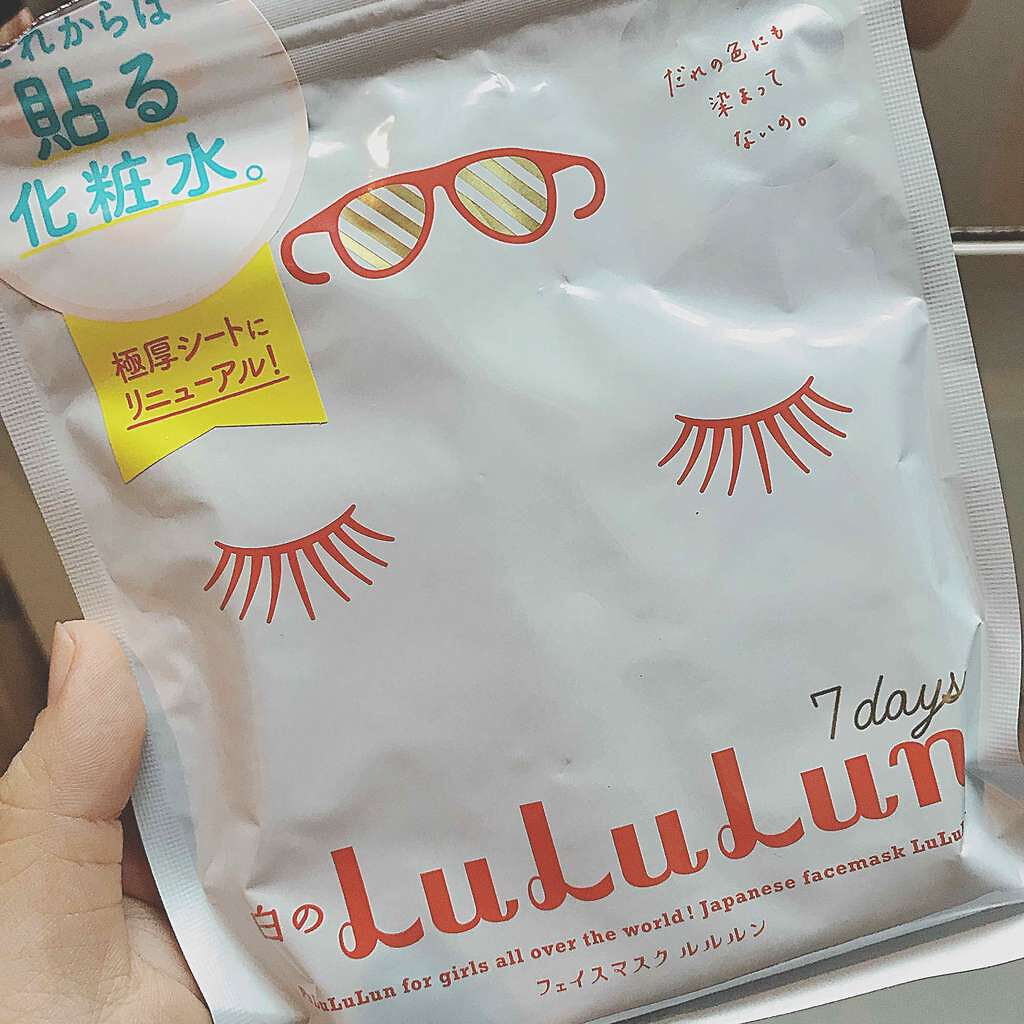 これからは
貼る
化粧水。
極厚シートに
リニューアル!
だれの色にも
染まって
ないの。
7 days
白の LuLuLun
LuLuLun for girls all over the world! Japanese facemask LuLu
フェイスマスク ルルルン